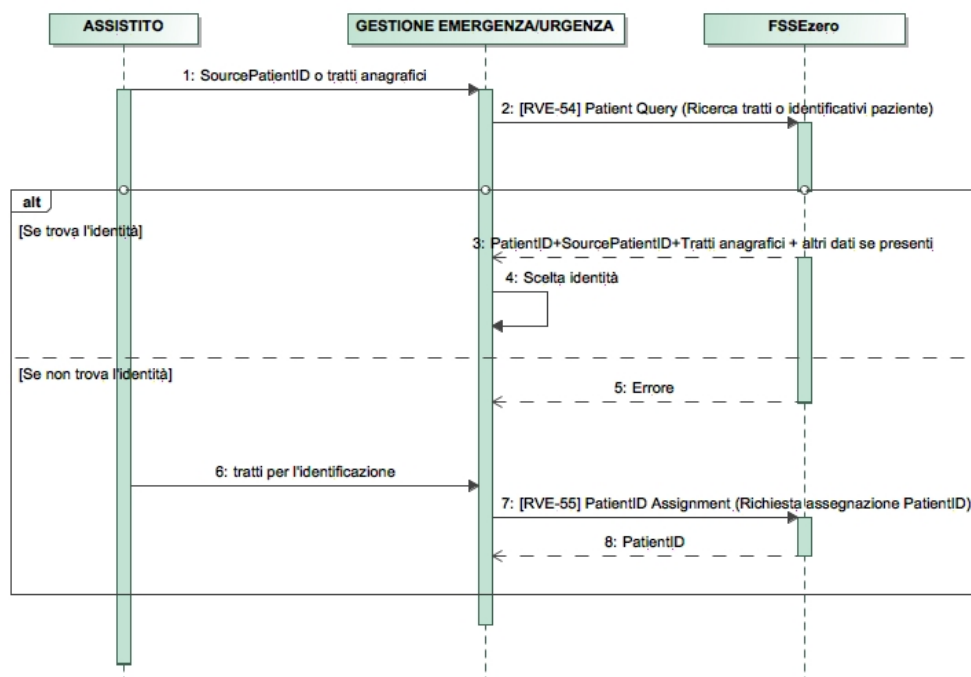 ASSISTITO
GESTIONE EMERGENZA/URGENZA
FSSEzero
1: SourcePatientID o tratti anagrafici
2: [RVE-54] Patient Query (Ricerca tratti o identificativi paziente)
alt
[Se trova l'identità]
3: PatientID+SourcePatientID+Tratti anagrafici + altri dati se presenti
4: Scelta identità
[Se non trova l'identità]
5: Errore
6: tratti per l'identificazione
7: [RVE-55] PatientID Assignment (Richiesta assegnazione PatientID)
8: PatientID